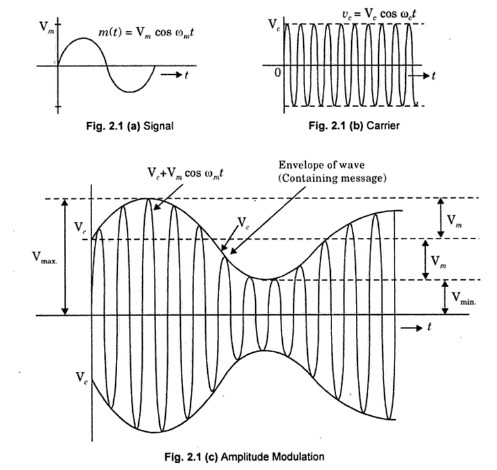 V_m
m(t) = V_m cos ω_m t
t
Fig. 2.1 (a) Signal
v_c = V_c cos ω_c t
V_c
0
t
Fig. 2.1 (b) Carrier
V_c+V_m cos ω_m t
Envelope of wave
(Containing message)
V_c
V_c
V_m
V_max.
V_m
V_min.
t
V_c
Fig. 2.1 (c) Amplitude Modulation